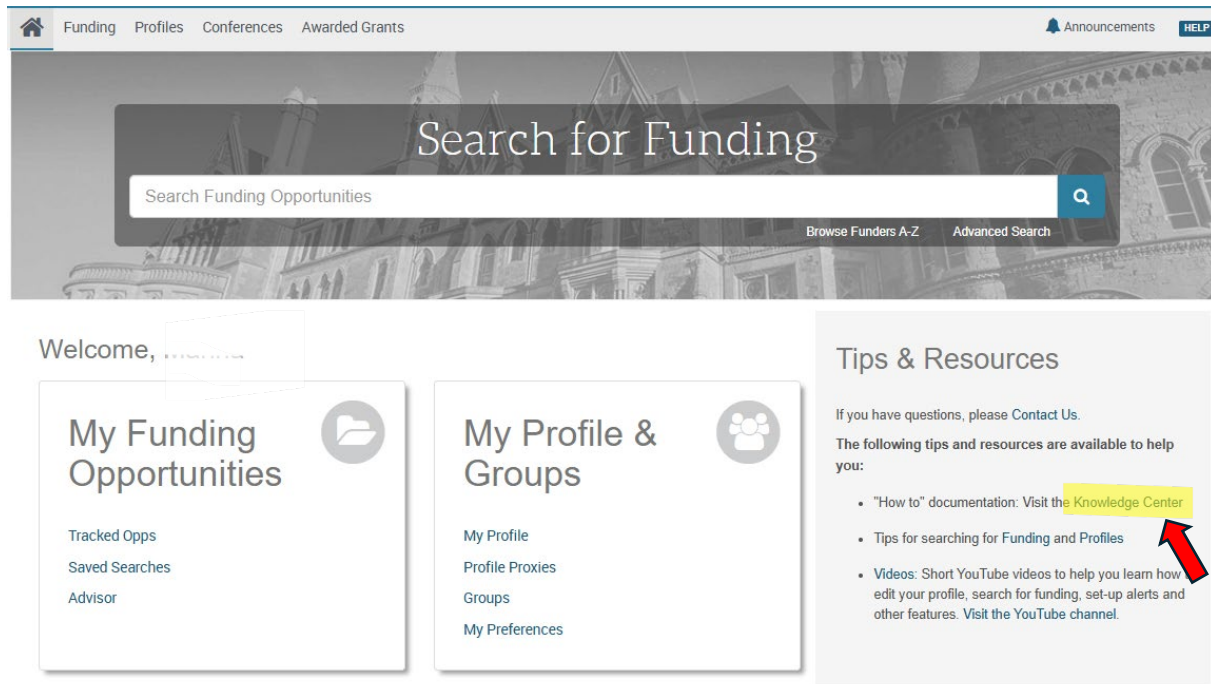 Funding Profiles Conferences Awarded Grants Announcements HELP
Search for Funding
Search Funding Opportunities
Browse Funders A-Z Advanced Search
Welcome,
My Funding
Opportunities
Tracked Opps
Saved Searches
Advisor
My Profile &
Groups
My Profile
Profile Proxies
Groups
My Preferences
Tips & Resources
If you have questions, please Contact Us.
The following tips and resources are available to help
you:
• "How to" documentation: Visit the Knowledge Center
• Tips for searching for Funding and Profiles
• Videos: Short YouTube videos to help you learn how
edit your profile, search for funding, set-up alerts and
other features. Visit the YouTube channel.